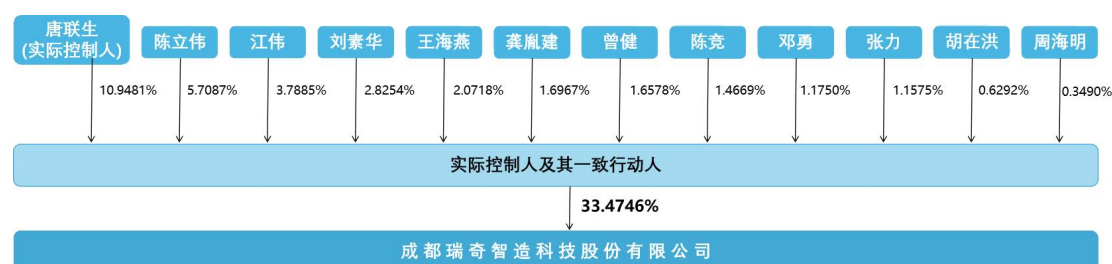 唐联生
(实际控制人)
陈立伟
江伟
刘素华
王海燕
龚胤建
曾健
陈竞
邓勇
张力
胡在洪
周海明
10.9481%
5.7087%
3.7885%
2.8254%
2.0718%
1.6967%
1.6578%
1.4669%
1.1750%
1.1575%
0.6292%
0.3490%
实际控制人及其一致行动人
33.4746%
成都瑞奇智造科技股份有限公司